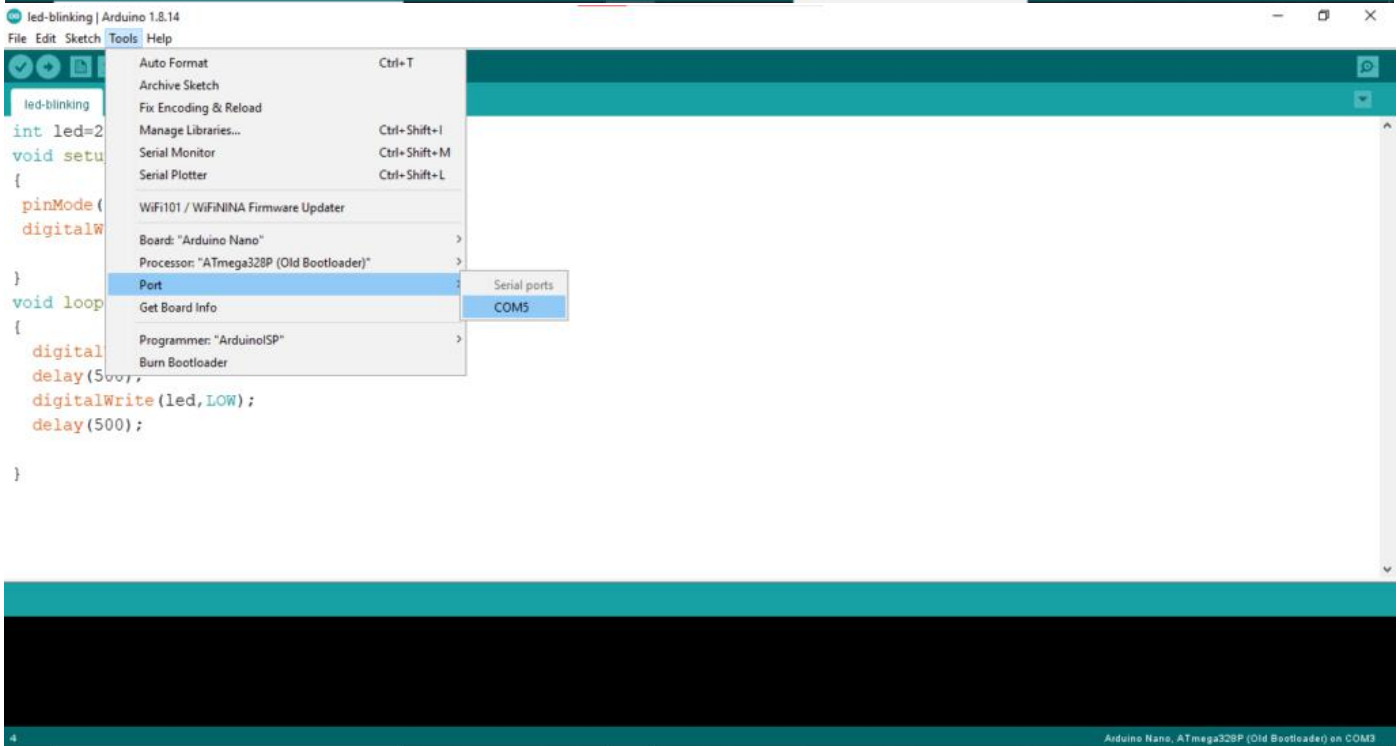 led-blinking | Arduino 1.8.14
File Edit Sketch Tools Help
led-blinking
Auto Format Ctrl+T
Archive Sketch
Fix Encoding & Reload
Manage Libraries... Ctrl+Shift+I
Serial Monitor Ctrl+Shift+M
Serial Plotter Ctrl+Shift+L
WiFi101 / WiFiNINA Firmware Updater
Board: "Arduino Nano"
Processor: "ATmega328P (Old Bootloader)"
Port
Get Board Info
Programmer: "ArduinoISP"
Burn Bootloader
Serial ports
COM5
int led=2
void setu
{
pinMode(
digitalW
}
void loop
{
digital
delay(500);
digitalWrite(led,LOW);
delay(500);
}
4
Arduino Nano, ATmega328P (Old Bootloader) on COM3